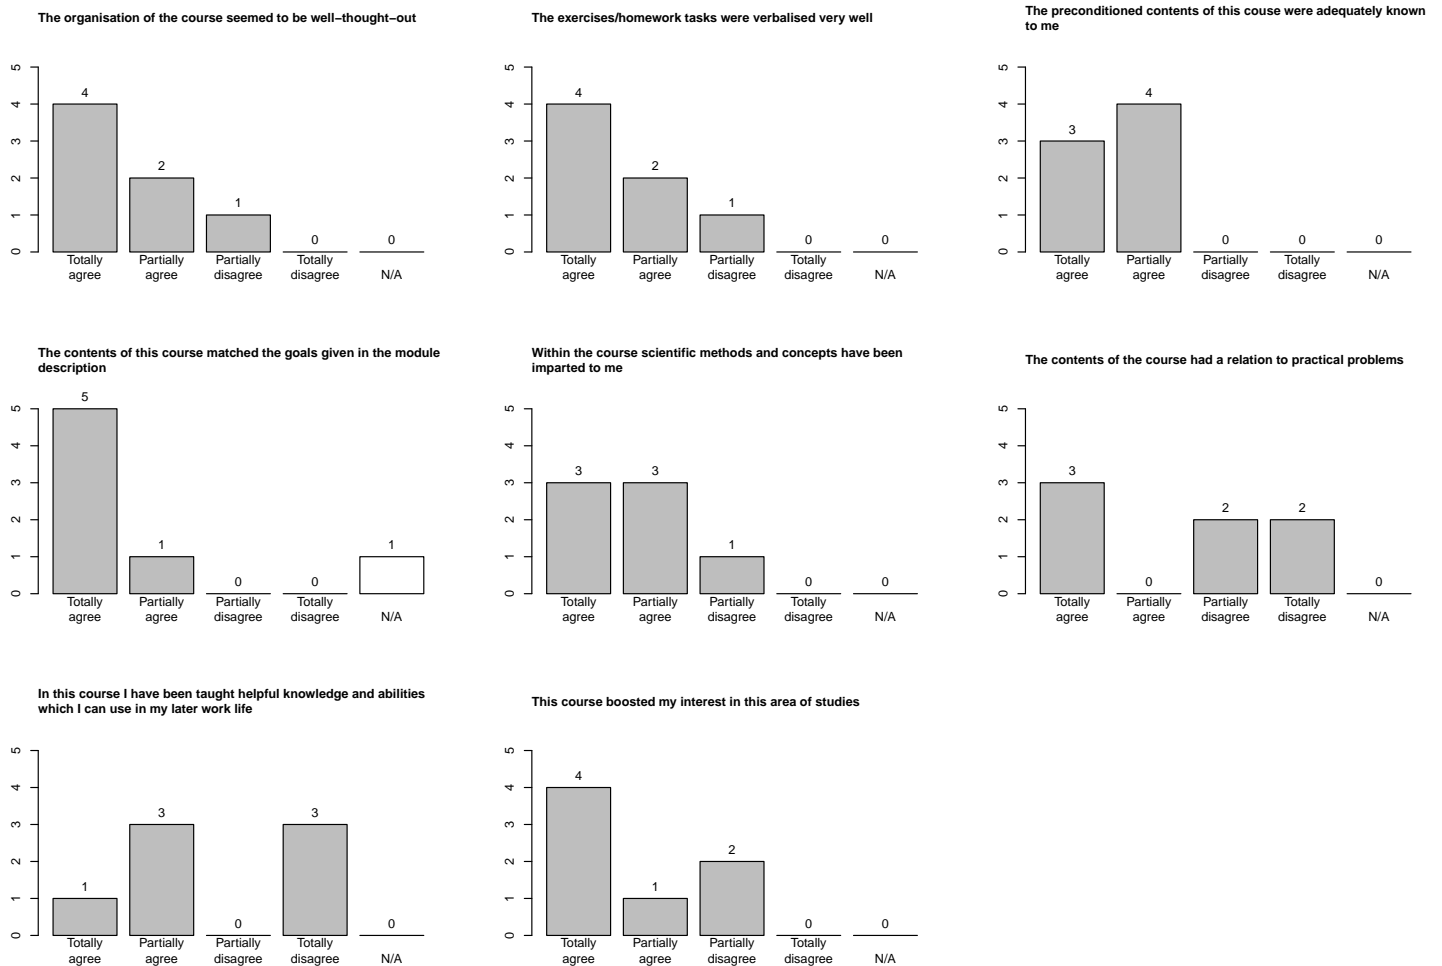 The organisation of the course seemed to be well−thought−out
5
4
3
2
1
0
4
2
1
0
0
Totally agree
Partially agree
Partially disagree
Totally disagree
N/A
The exercises/homework tasks were verbalised very well
5
4
3
2
1
0
4
2
1
0
0
Totally agree
Partially agree
Partially disagree
Totally disagree
N/A
The preconditioned contents of this couse were adequately known
to me
5
4
3
2
1
0
3
4
0
0
0
Totally agree
Partially agree
Partially disagree
Totally disagree
N/A
The contents of this course matched the goals given in the module
description
5
4
3
2
1
0
5
1
0
0
1
Totally agree
Partially agree
Partially disagree
Totally disagree
N/A
Within the course scientific methods and concepts have been
imparted to me
5
4
3
2
1
0
3
3
1
0
0
Totally agree
Partially agree
Partially disagree
Totally disagree
N/A
The contents of the course had a relation to practical problems
5
4
3
2
1
0
3
0
2
2
0
Totally agree
Partially agree
Partially disagree
Totally disagree
N/A
In this course I have been taught helpful knowledge and abilities
which I can use in my later work life
5
4
3
2
1
0
1
3
0
3
0
Totally agree
Partially agree
Partially disagree
Totally disagree
N/A
This course boosted my interest in this area of studies
5
4
3
2
1
0
4
1
2
0
0
Totally agree
Partially agree
Partially disagree
Totally disagree
N/A